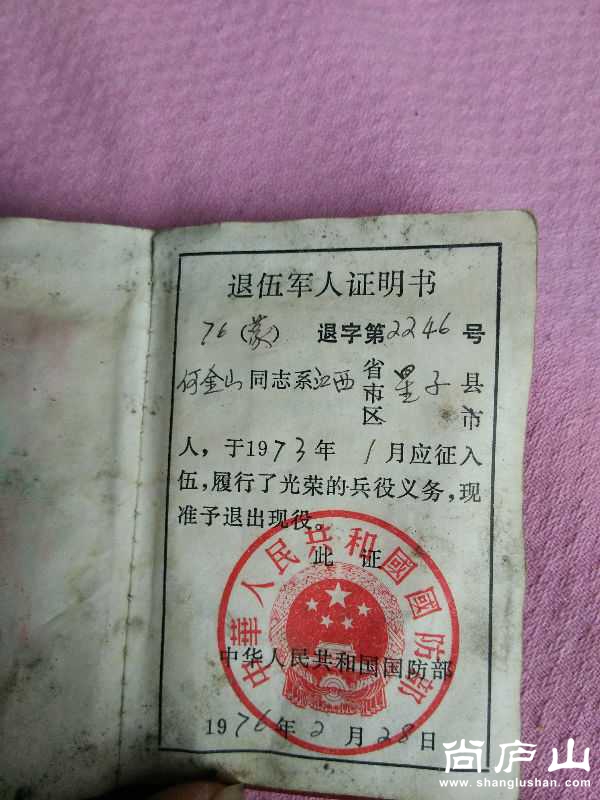 退伍军人证明书
76(蒙) 退字第2246号
何金山同志系江西省市区星子县市
人，于1973年1月应征入
伍，履行了光荣的兵役义务，现
准予退出现役。
此证
中華人民共和國國防部
中华人民共和国国防部
1976年2月28日
尚庐山
www.shanglushan.com